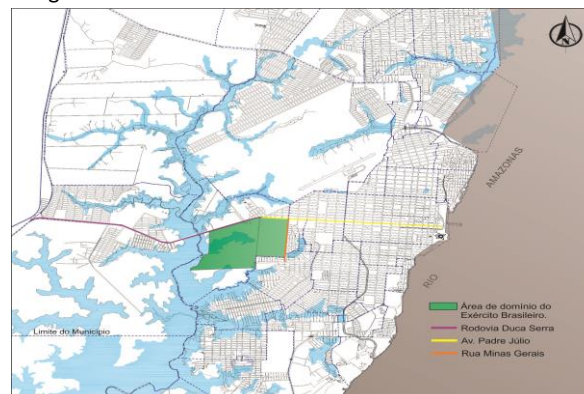 AMAZONAS
RIO
Área de domínio do
Exército Brasileiro.
Rodovia Duca Serra
Av. Padre Júlio
Rua Minas Gerais
Limite do Município